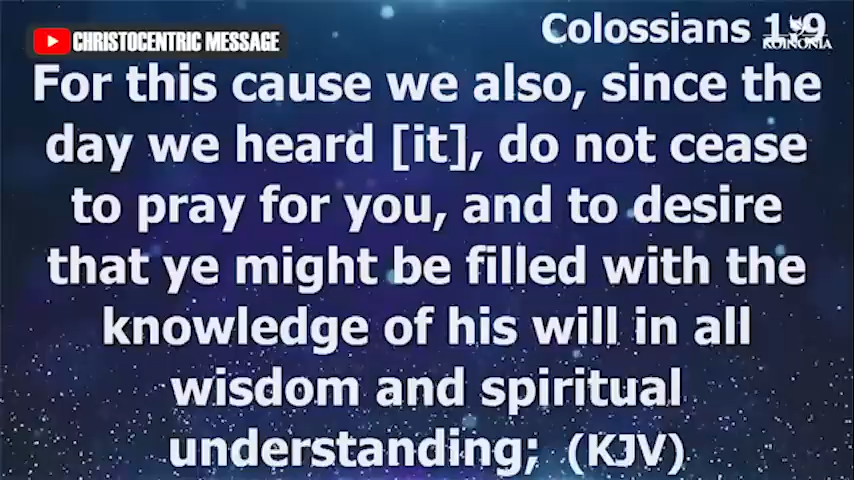 CHRISTOCENTRIC MESSAGE
Colossians 1:9
KOINONIA
For this cause we also, since the
day we heard [it], do not cease
to pray for you, and to desire
that ye might be filled with the
knowledge of his will in all
wisdom and spiritual
understanding; (KJV)